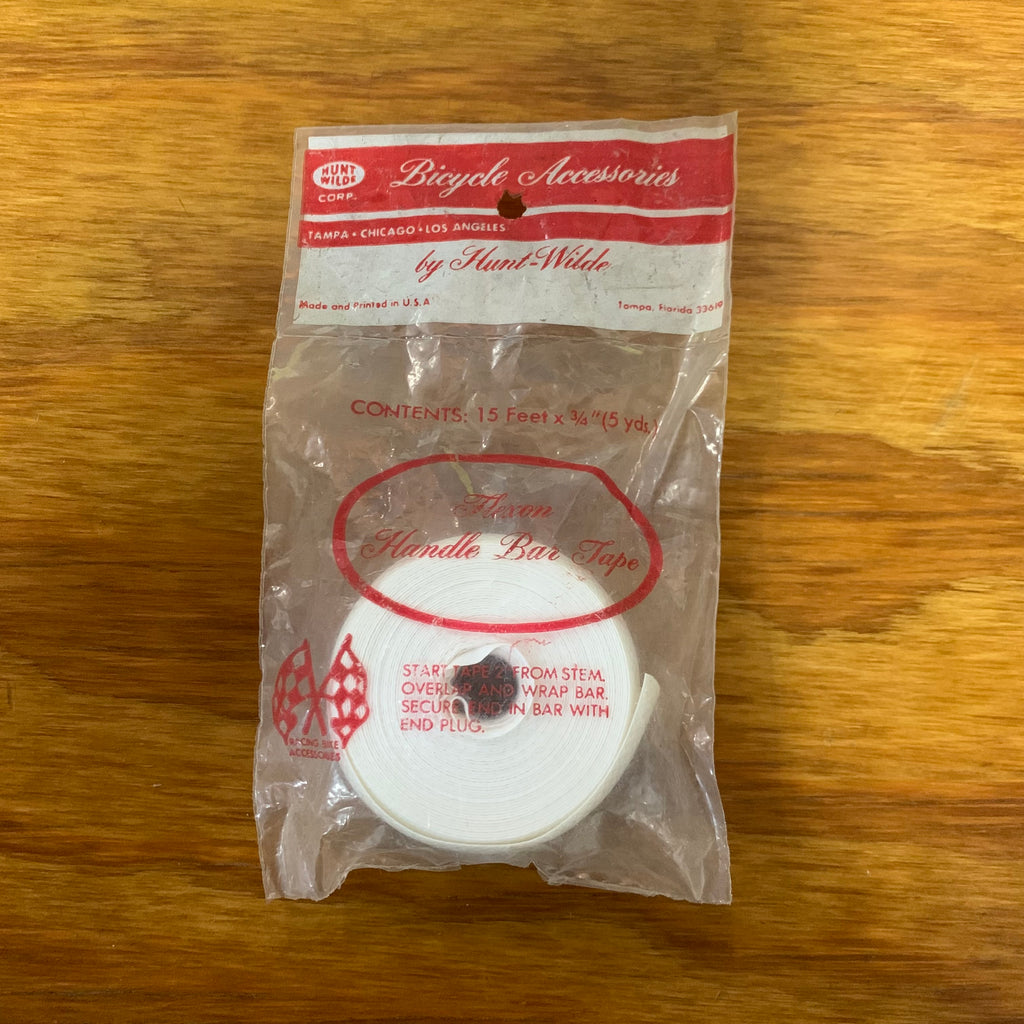 HUNT
WILDE
CORP.
Bicycle Accessories
TAMPA • CHICAGO • LOS ANGELES
by Hunt-Wilde
Made and Printed in U.S.A
Tampa, Florida 33619
CONTENTS: 15 Feet x ¾" (5 yds.)
Flexon
Handle Bar Tape
START TAPE 2" FROM STEM.
OVERLAP AND WRAP BAR.
SECURE END IN BAR WITH
END PLUG.
RACING BIKE
ACCESSORIES